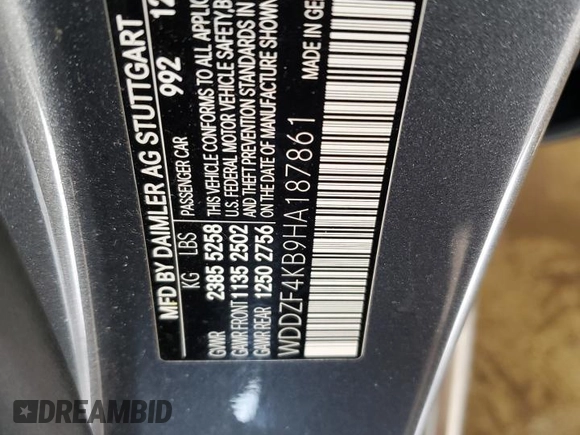 MFD BY DAIMLER AG STUTTGART
992 12
PASSENGER CAR
KG LBS
GVWR 2385 5258
GAWR FRONT 1135 2502
GAWR REAR 1250 2756
THIS VEHICLE CONFORMS TO ALL APPLIC
U.S. FEDERAL MOTOR VEHICLE SAFETY, B
AND THEFT PREVENTION STANDARDS IN
ON THE DATE OF MANUFACTURE SHOWN
MADE IN GE
WDDZF4KB9HA187861
DREAMBID